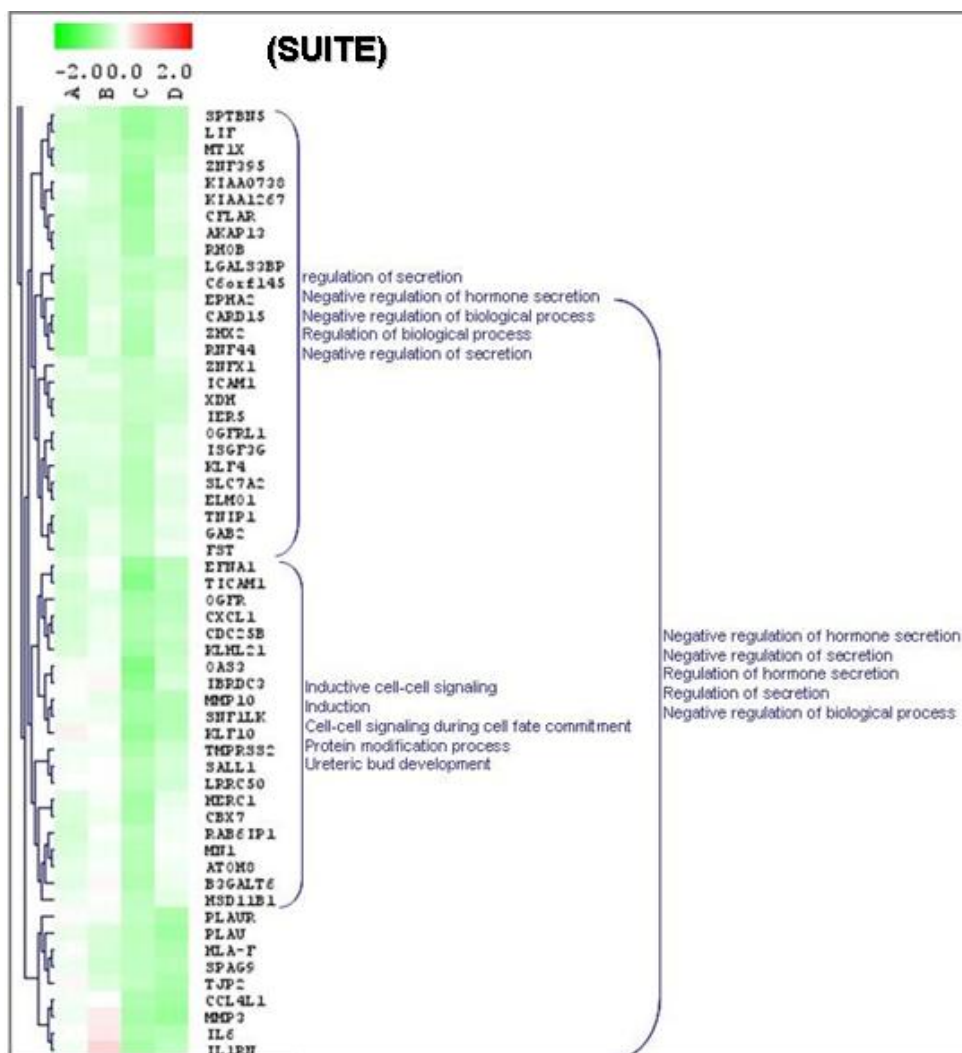 (SUITE)
-2.0 0.0 2.0
A B C D
SPTBN5
LIF
MT1X
ZNF395
KIAA0738
KIAA1267
CFLAR
AKAP13
RHOB
LGALS3BP
C6orf145
EPHA2
CARD15
ZHX2
RNF44
ZNFX1
ICAM1
XDH
IER5
OGFRL1
ISGF3G
KLF4
SLC7A2
ELMO1
TNIP1
GAB2
FST
regulation of secretion
Negative regulation of hormone secretion
Negative regulation of biological process
Regulation of biological process
Negative regulation of secretion
EFNA1
TICAM1
OGFR
CXCL1
CDC25B
KLHL21
OAS3
IBRDC3
MMP10
SNF1LK
KLF10
TMPRSS2
SALL1
LRRC50
HERC1
CBX7
RAB6IP1
MN1
ATOH8
B3GALT6
HSD11B1
Inductive cell-cell signaling
Induction
Cell-cell signaling during cell fate commitment
Protein modification process
Ureteric bud development
PLAUR
PLAU
HLA-F
SPAG9
TJP2
CCL4L1
MMP3
IL6
IL1RN
Negative regulation of hormone secretion
Negative regulation of secretion
Regulation of hormone secretion
Regulation of secretion
Negative regulation of biological process